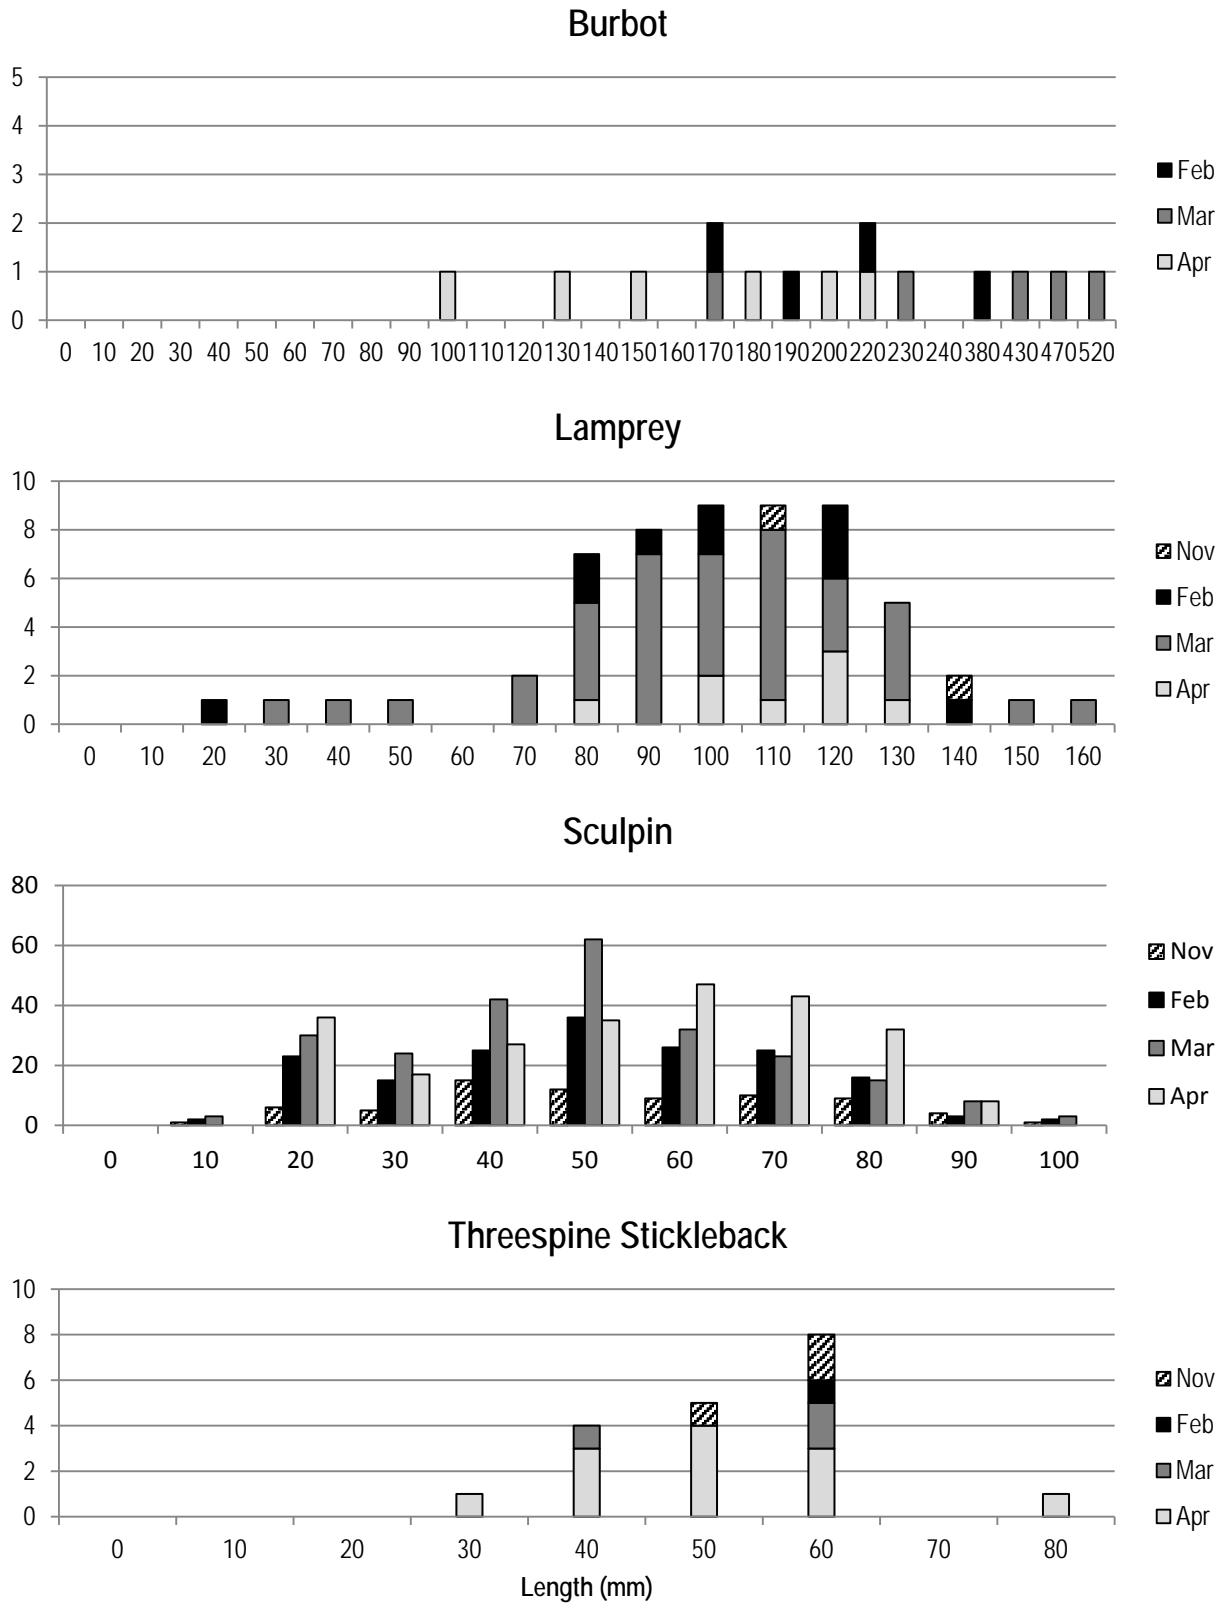 Burbot
5
4
3
2
1
0
0 10 20 30 40 50 60 70 80 90 100 110 120 130 140 150 160 170 180 190 200 220 230 240 380 430 470 520
Feb
Mar
Apr
Lamprey
10
8
6
4
2
0
0 10 20 30 40 50 60 70 80 90 100 110 120 130 140 150 160
Nov
Feb
Mar
Apr
Sculpin
80
60
40
20
0
0 10 20 30 40 50 60 70 80 90 100
Nov
Feb
Mar
Apr
Threespine Stickleback
10
8
6
4
2
0
0 10 20 30 40 50 60 70 80
Length (mm)
Nov
Feb
Mar
Apr